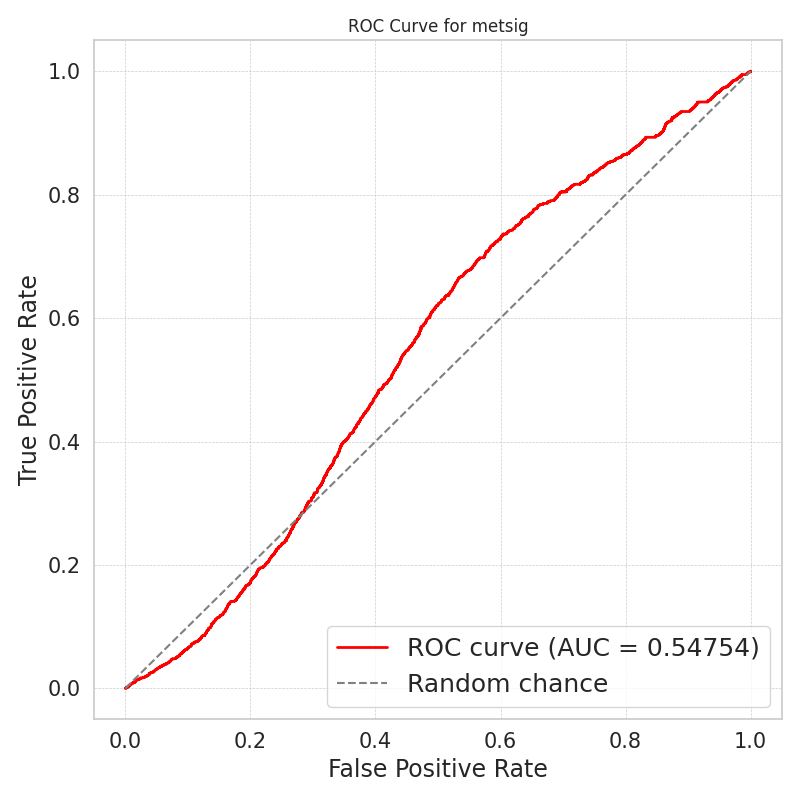 ROC Curve for metsig
1.0
0.8
0.6
0.4
0.2
0.0
True Positive Rate
ROC curve (AUC = 0.54754)
Random chance
0.0 0.2 0.4 0.6 0.8 1.0
False Positive Rate